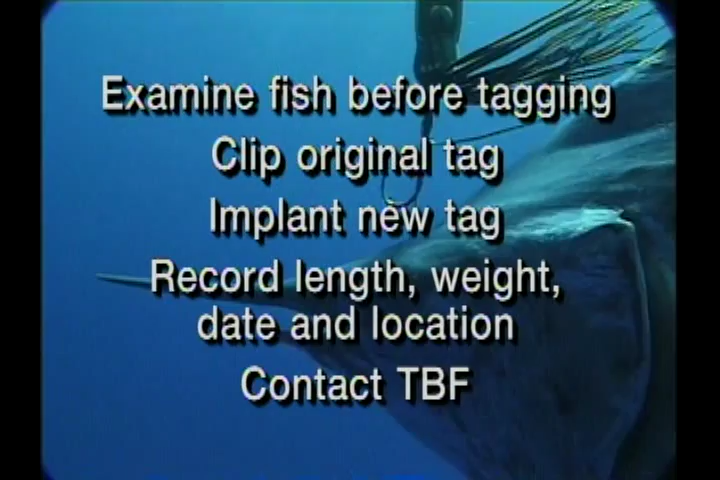 Examine fish before tagging
Clip original tag
Implant new tag
Record length, weight,
date and location
Contact TBF